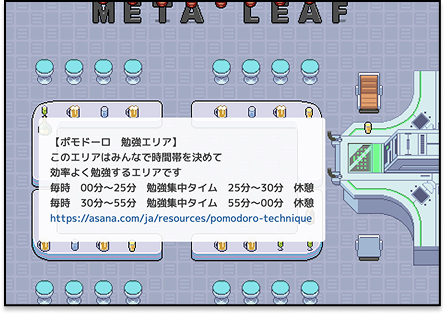 META・LEAF
【ポモドーロ　勉強エリア】
このエリアはみんなで時間帯を決めて
効率よく勉強するエリアです
毎時　00分〜25分　勉強集中タイム　25分〜30分　休憩
毎時　30分〜55分　勉強集中タイム　55分〜00分　休憩
https://asana.com/ja/resources/pomodoro-technique